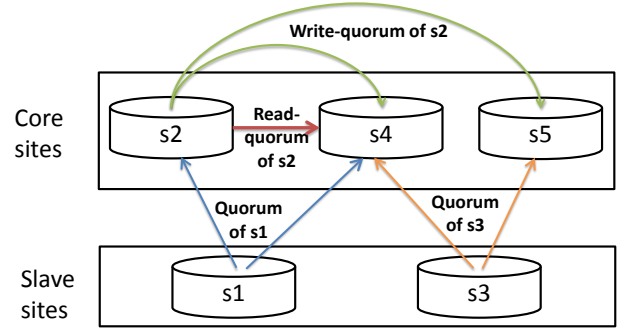 Write-quorum of s2
Core
sites
s2
Read-
quorum
of s2
s4
s5
Quorum
of s1
Quorum
of s3
Slave
sites
s1
s3